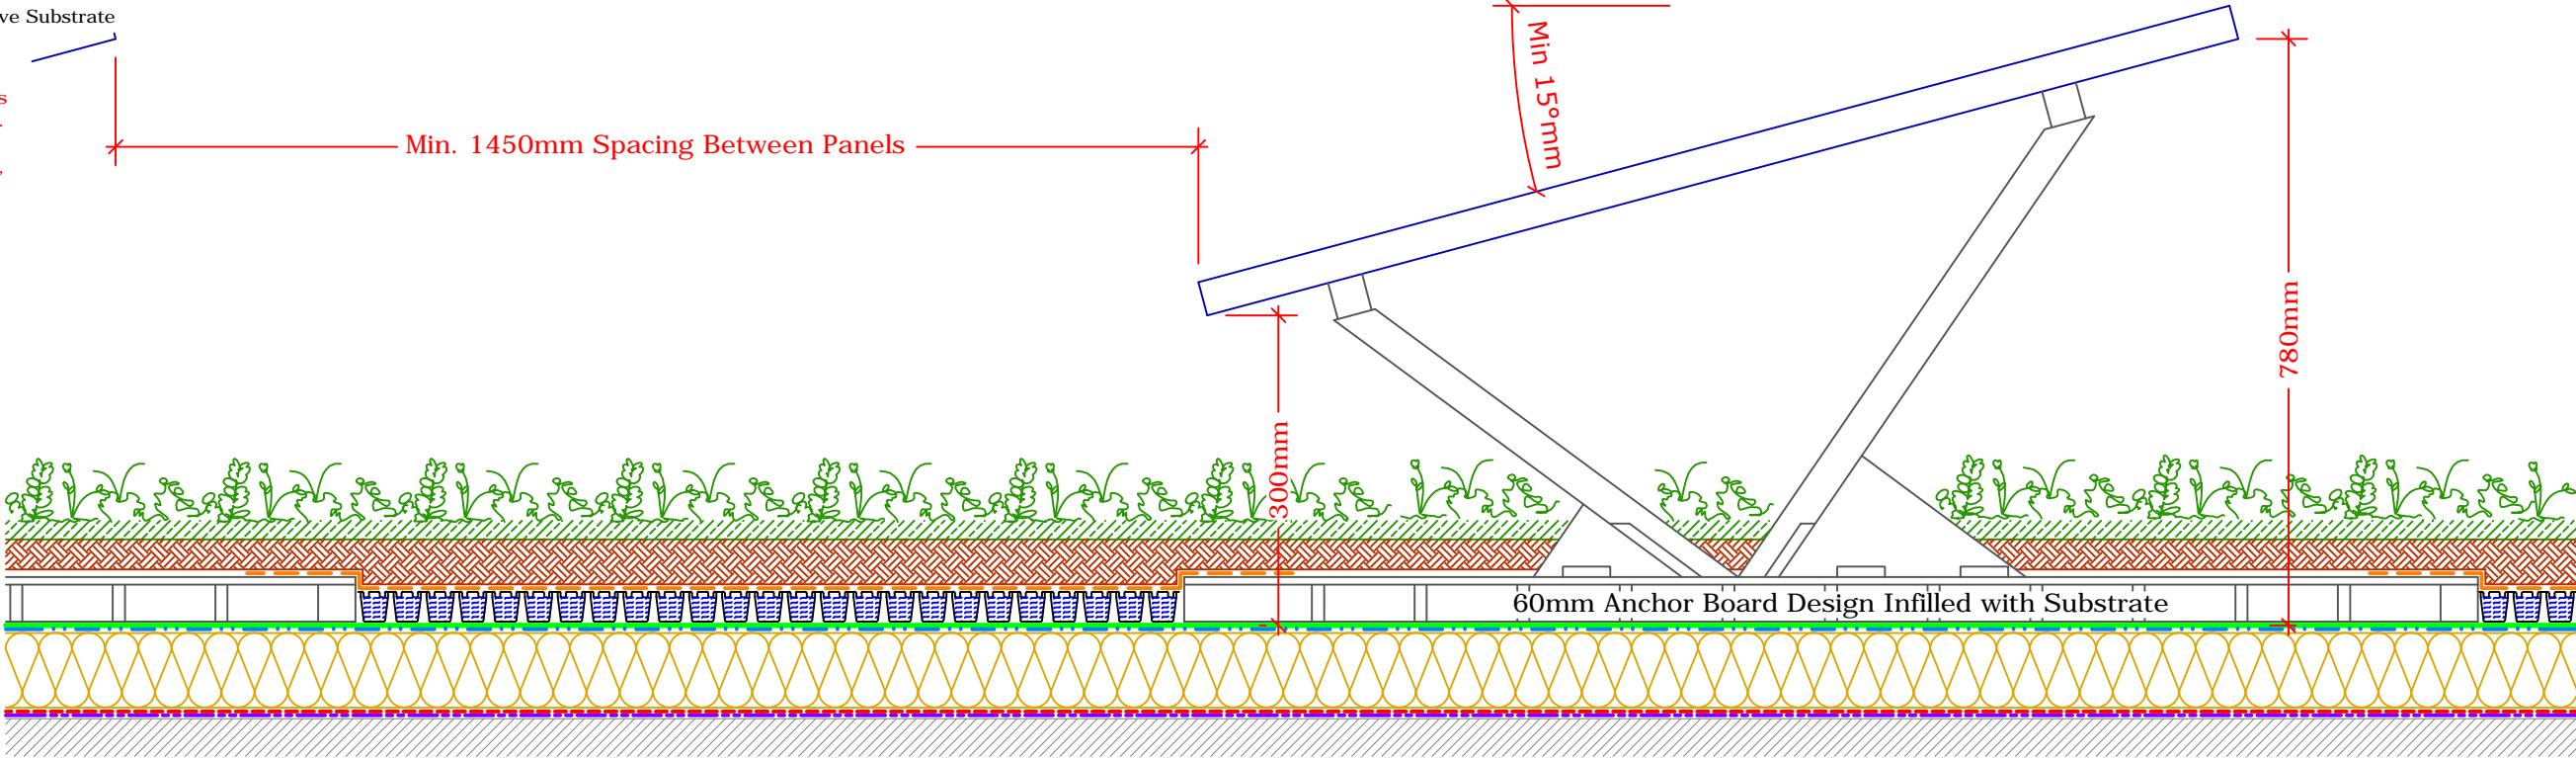 ve Substrate
s
Min. 1450mm Spacing Between Panels
Min 15°mm
300mm
780mm
60mm Anchor Board Design Infilled with Substrate